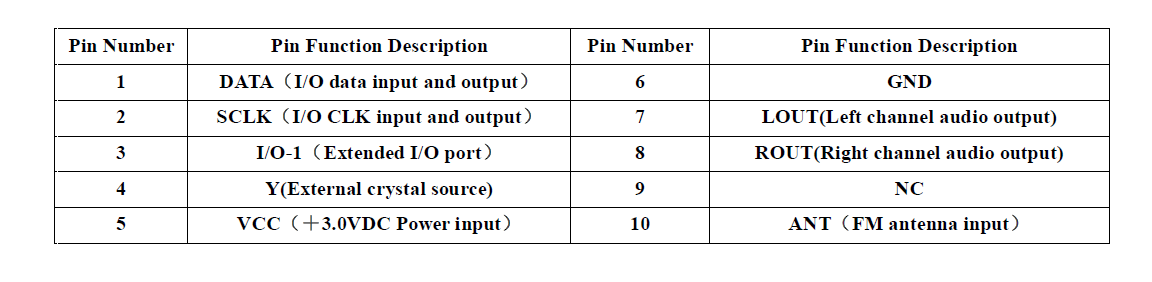 Pin Number Pin Function Description Pin Number Pin Function Description
1 DATA（I/O data input and output） 6 GND
2 SCLK（I/O CLK input and output） 7 LOUT(Left channel audio output)
3 I/O-1（Extended I/O port） 8 ROUT(Right channel audio output)
4 Y(External crystal source) 9 NC
5 VCC（＋3.0VDC Power input） 10 ANT（FM antenna input）